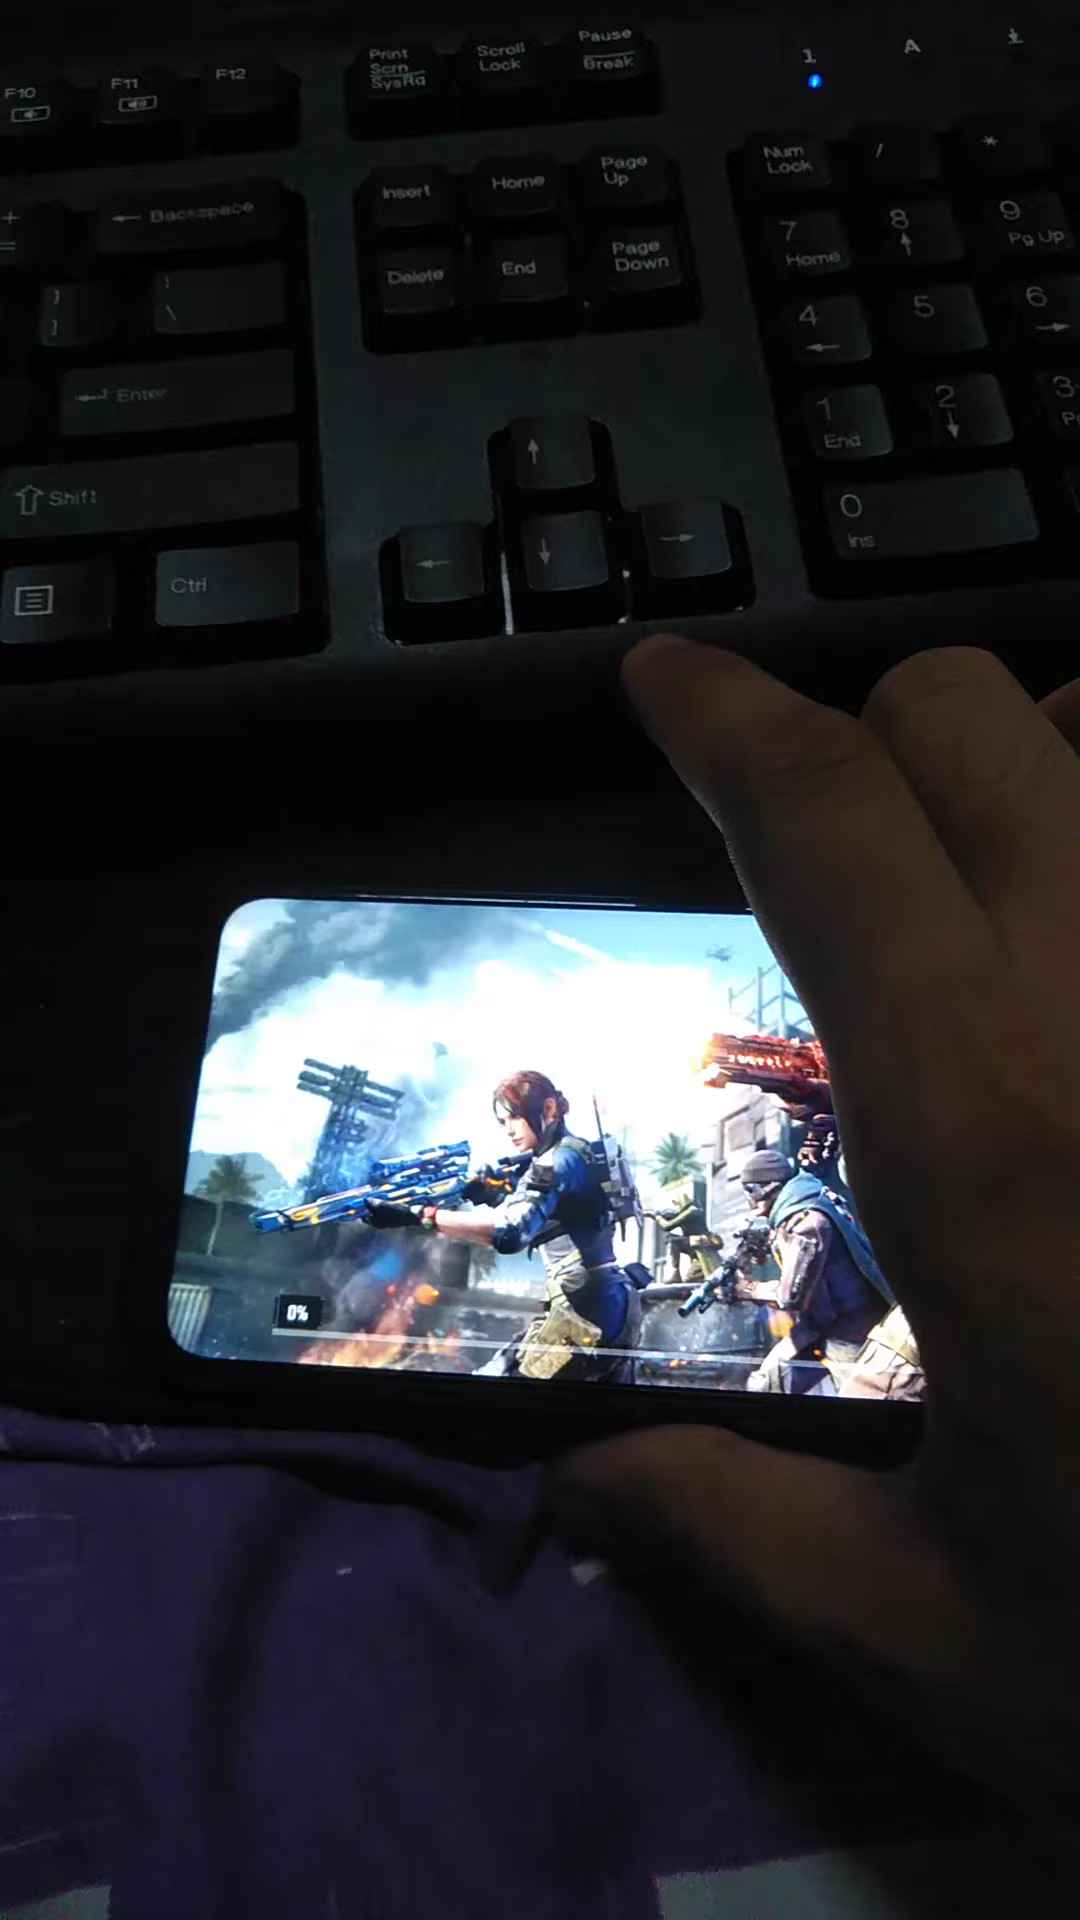 Print
Scrn
SysRq
Scroll
Lock
Pause
Break
1
A
F10
F11
F12
Insert
Home
Page
Up
Num
Lock
/
*
+
=
← Backspace
Delete
End
Page
Down
7
Home
8
↑
9
Pg Up
}
]
\
4
←
5
6
→
Enter
1
End
2
↓
3
↑
Shift
←
↓
→
0
Ins
Ctrl
0%